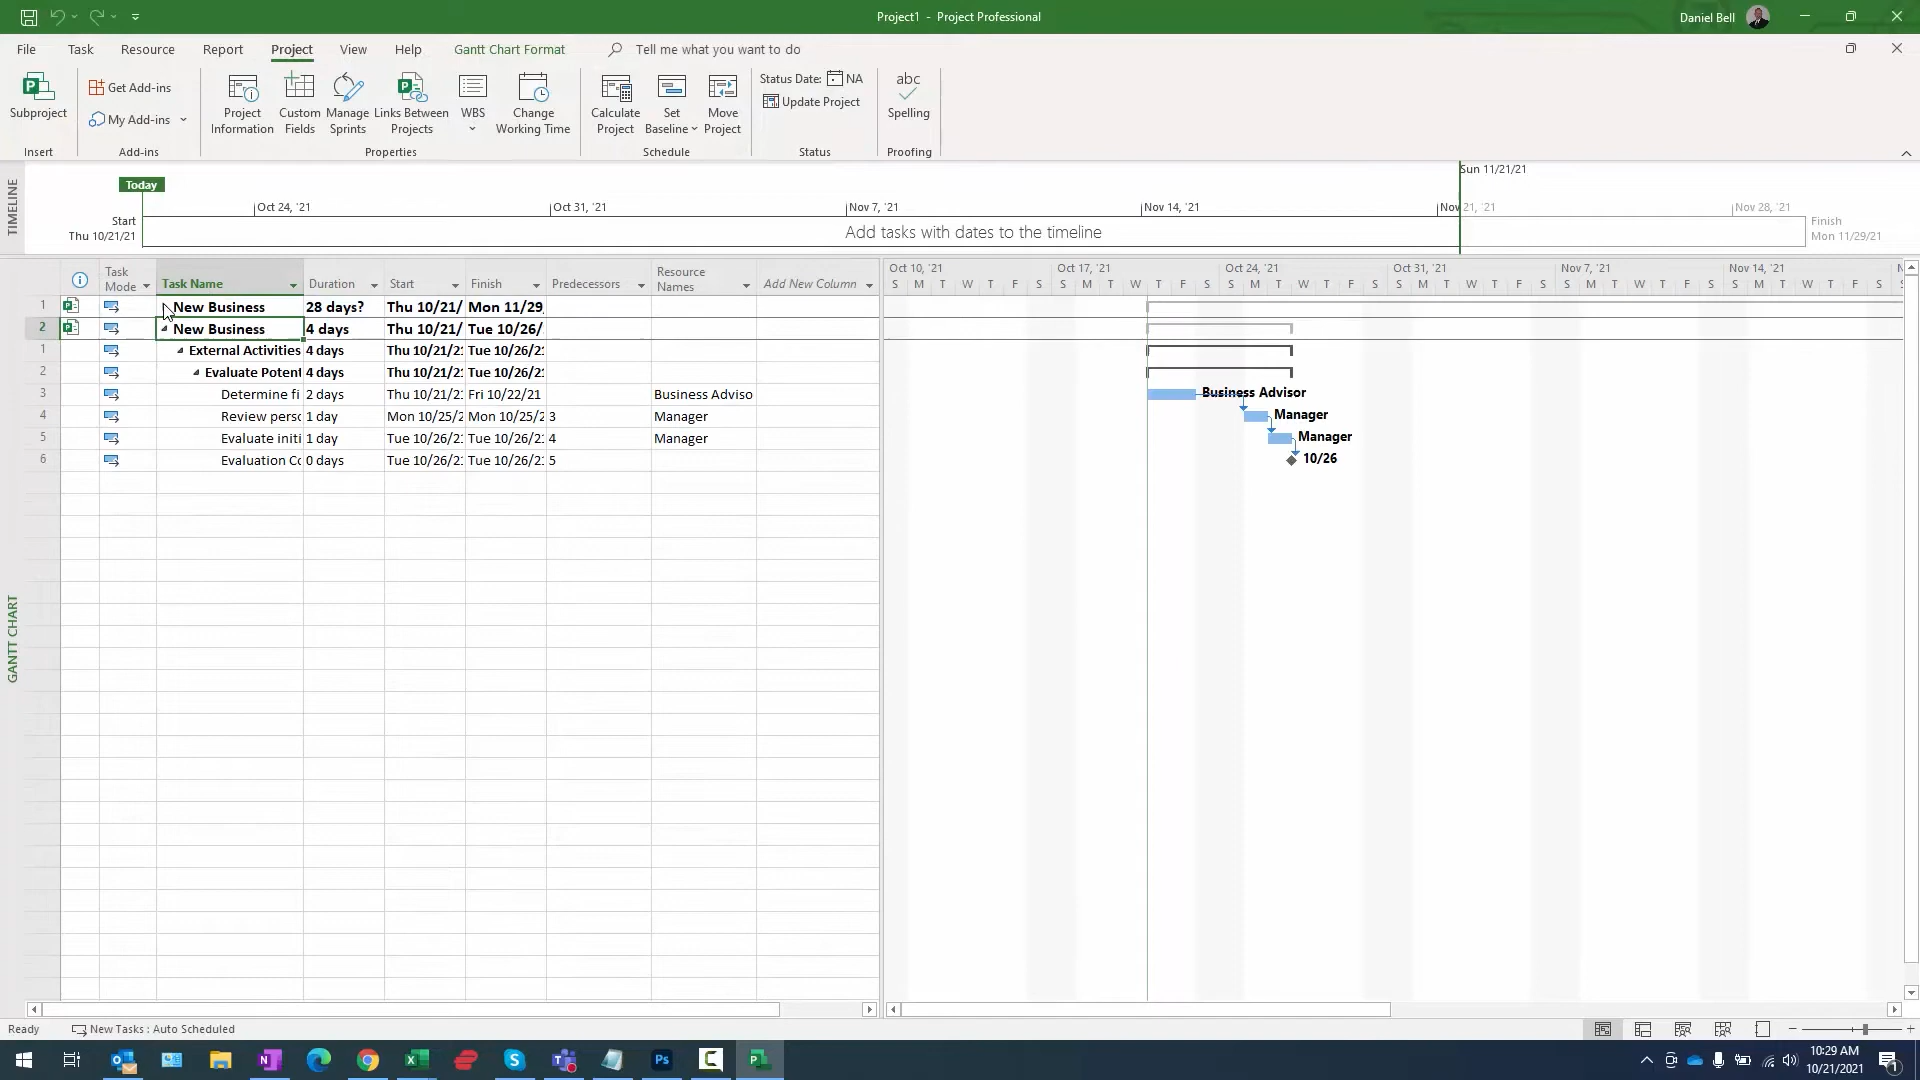 Project1 - Project Professional
Daniel Bell
File Task Resource Report Project View Help Gantt Chart Format Tell me what you want to do
Subproject
Get Add-ins
My Add-ins
Project Information
Custom Fields
Manage Sprints
Links Between Projects
WBS
Change Working Time
Calculate Project
Set Baseline
Move Project
Status Date: NA
Update Project
abc
Spelling
Insert Add-ins Properties Schedule Status Proofing
TIMELINE
Sun 11/21/21
Today
Oct 24, '21 Oct 31, '21 Nov 7, '21 Nov 14, '21 Nov 21, '21 Nov 28, '21
Start
Thu 10/21/21
Add tasks with dates to the timeline
Finish
Mon 11/29/21
Task Mode Task Name Duration Start Finish Predecessors Resource Names Add New Column
Oct 10, '21 Oct 17, '21 Oct 24, '21 Oct 31, '21 Nov 7, '21 Nov 14, '21 N
S M T W T F S S M T W T F S S M T W T F S S M T W T F S S M T W T F S S M T W T F S
1 New Business 28 days? Thu 10/21/ Mon 11/29
2 New Business 4 days Thu 10/21/ Tue 10/26/
1 External Activities 4 days Thu 10/21/21 Tue 10/26/21
2 Evaluate Potent 4 days Thu 10/21/21 Tue 10/26/21
3 Determine fi 2 days Thu 10/21/21 Fri 10/22/21 Business Adviso Business Advisor
4 Review perso 1 day Mon 10/25/2 Mon 10/25/2 3 Manager Manager
5 Evaluate initi 1 day Tue 10/26/21 Tue 10/26/21 4 Manager Manager
6 Evaluation Co 0 days Tue 10/26/21 Tue 10/26/21 5 10/26
GANTT CHART
Ready New Tasks : Auto Scheduled
10:29 AM
10/21/2021